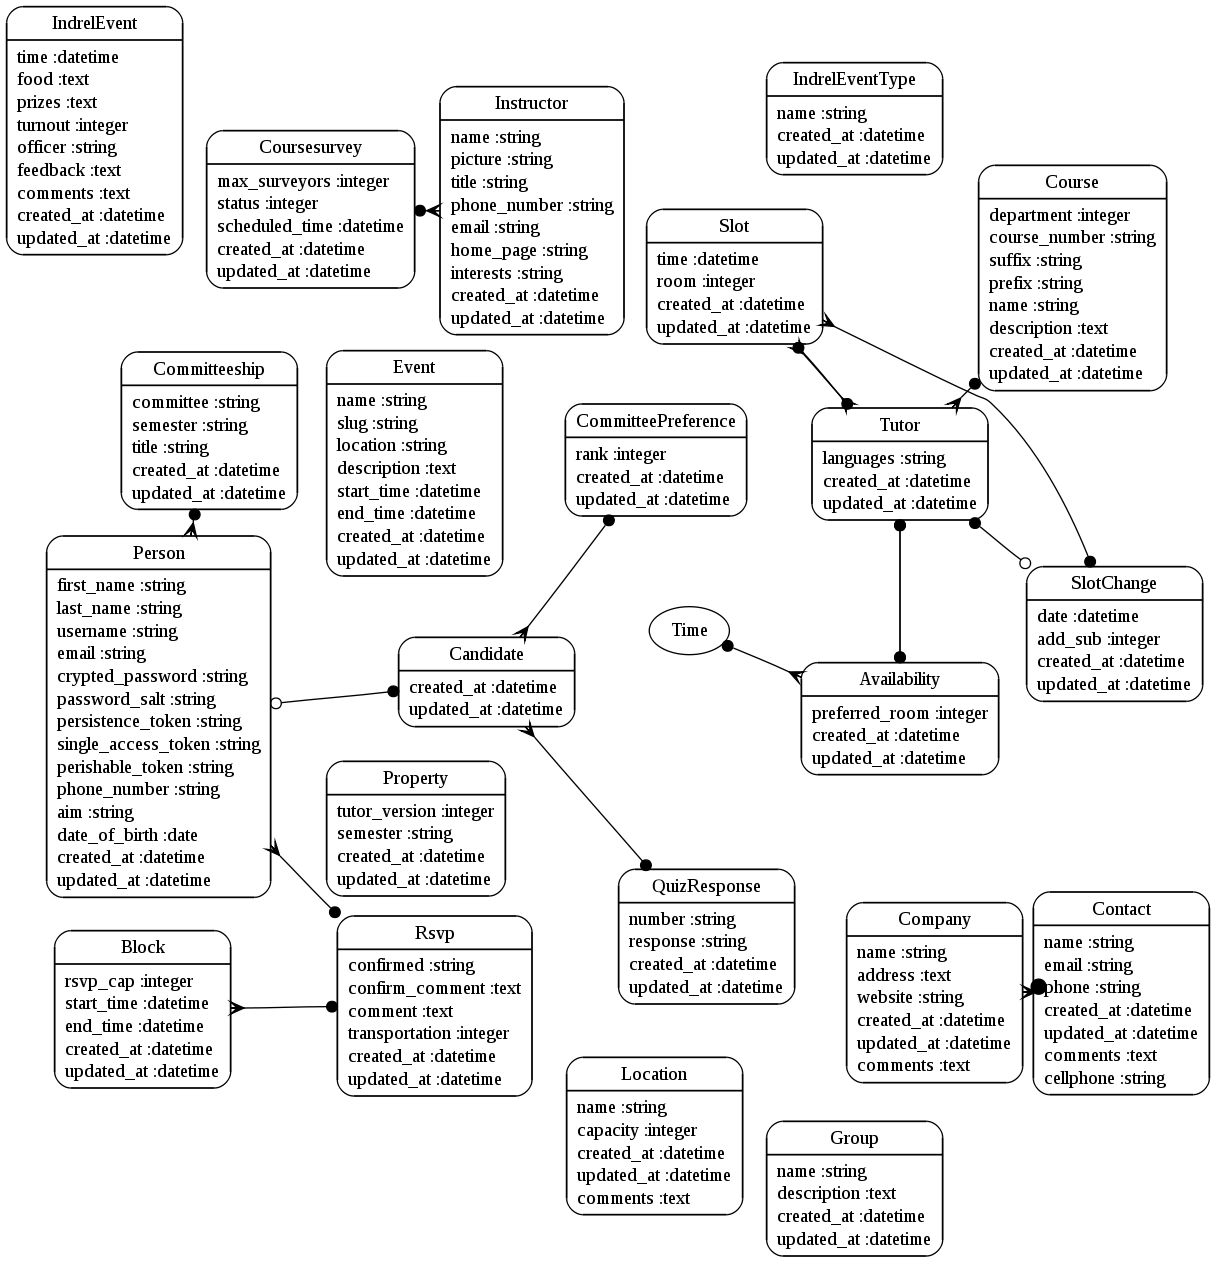 IndrelEvent
time :datetime
food :text
prizes :text
turnout :integer
officer :string
feedback :text
comments :text
created_at :datetime
updated_at :datetime
Coursesurvey
max_surveyors :integer
status :integer
scheduled_time :datetime
created_at :datetime
updated_at :datetime
Instructor
name :string
picture :string
title :string
phone_number :string
email :string
home_page :string
interests :string
created_at :datetime
updated_at :datetime
IndrelEventType
name :string
created_at :datetime
updated_at :datetime
Slot
time :datetime
room :integer
created_at :datetime
updated_at :datetime
Course
department :integer
course_number :string
suffix :string
prefix :string
name :string
description :text
created_at :datetime
updated_at :datetime
Committeeship
committee :string
semester :string
title :string
created_at :datetime
updated_at :datetime
Event
name :string
slug :string
location :string
description :text
start_time :datetime
end_time :datetime
created_at :datetime
updated_at :datetime
CommitteePreference
rank :integer
created_at :datetime
updated_at :datetime
Tutor
languages :string
created_at :datetime
updated_at :datetime
Person
first_name :string
last_name :string
username :string
email :string
crypted_password :string
password_salt :string
persistence_token :string
single_access_token :string
perishable_token :string
phone_number :string
aim :string
date_of_birth :date
created_at :datetime
updated_at :datetime
Candidate
created_at :datetime
updated_at :datetime
Time
Availability
preferred_room :integer
created_at :datetime
updated_at :datetime
SlotChange
date :datetime
add_sub :integer
created_at :datetime
updated_at :datetime
Property
tutor_version :integer
semester :string
created_at :datetime
updated_at :datetime
QuizResponse
number :string
response :string
created_at :datetime
updated_at :datetime
Company
name :string
address :text
website :string
created_at :datetime
updated_at :datetime
comments :text
Contact
name :string
email :string
phone :string
created_at :datetime
updated_at :datetime
comments :text
cellphone :string
Block
rsvp_cap :integer
start_time :datetime
end_time :datetime
created_at :datetime
updated_at :datetime
Rsvp
confirmed :string
confirm_comment :text
comment :text
transportation :integer
created_at :datetime
updated_at :datetime
Location
name :string
capacity :integer
created_at :datetime
updated_at :datetime
comments :text
Group
name :string
description :text
created_at :datetime
updated_at :datetime